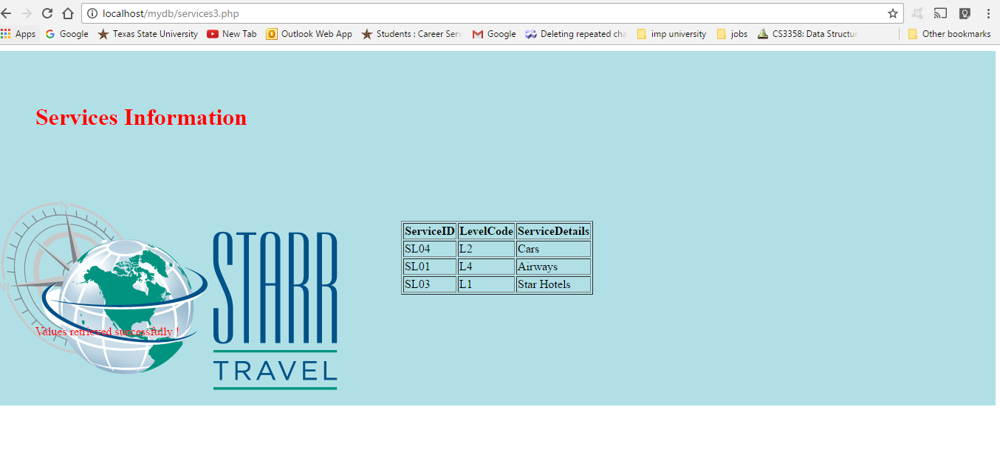 localhost/mydb/services3.php
Apps Google Texas State University New Tab Outlook Web App Students : Career Serv Google Deleting repeated cha imp university jobs CS3358: Data Structur Other bookmarks
Services Information
N
W
STARR
TRAVEL
ServiceID LevelCode ServiceDetails
SL04 L2 Cars
SL01 L4 Airways
SL03 L1 Star Hotels
Values retrieved successfully !